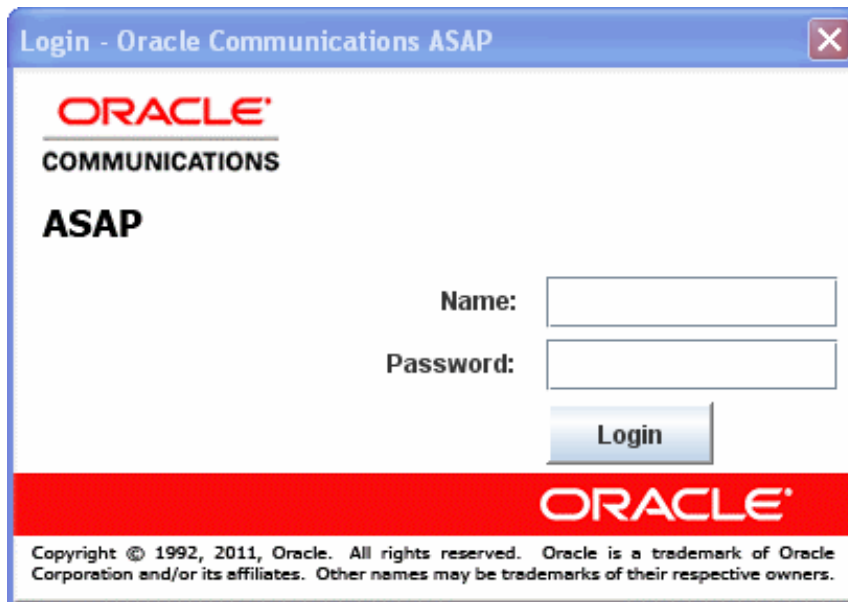 Login - Oracle Communications ASAP
ORACLE
COMMUNICATIONS
ASAP
Name:
Password:
Login
ORACLE
Copyright © 1992, 2011, Oracle. All rights reserved. Oracle is a trademark of Oracle
Corporation and/or its affiliates. Other names may be trademarks of their respective owners.